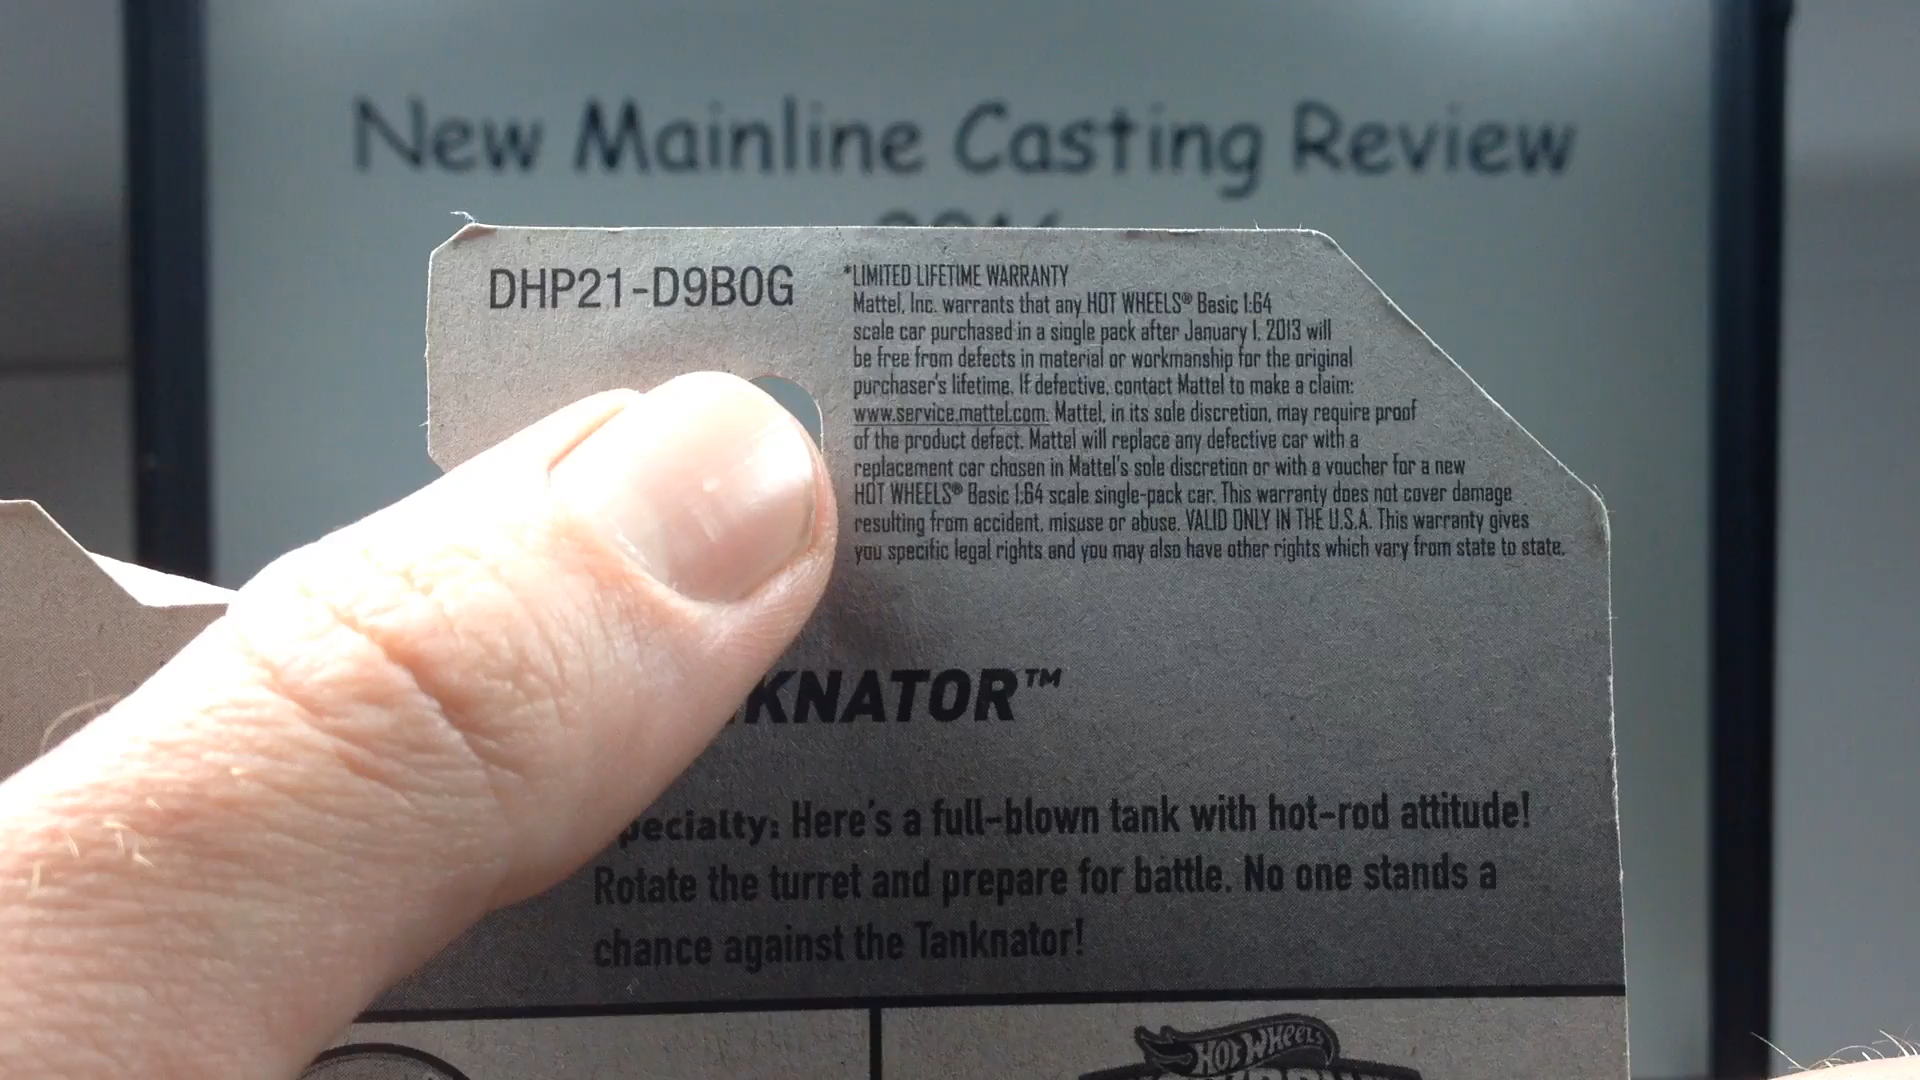 New Mainline Casting Review
DHP21-D9B0G
*LIMITED LIFETIME WARRANTY
Mattel, Inc. warrants that any HOT WHEELS® Basic 1:64
scale car purchased in a single pack after January 1, 2013 will
be free from defects in material or workmanship for the original
purchaser's lifetime. If defective, contact Mattel to make a claim:
www.service.mattel.com. Mattel, in its sole discretion, may require proof
of the product defect. Mattel will replace any defective car with a
replacement car chosen in Mattel's sole discretion or with a voucher for a new
HOT WHEELS® Basic 1:64 scale single-pack car. This warranty does not cover damage
resulting from accident, misuse or abuse. VALID ONLY IN THE U.S.A. This warranty gives
you specific legal rights and you may also have other rights which vary from state to state.
KNATOR™
pecialty: Here's a full-blown tank with hot-rod attitude!
Rotate the turret and prepare for battle. No one stands a
chance against the Tanknator!
HOT WHEELS